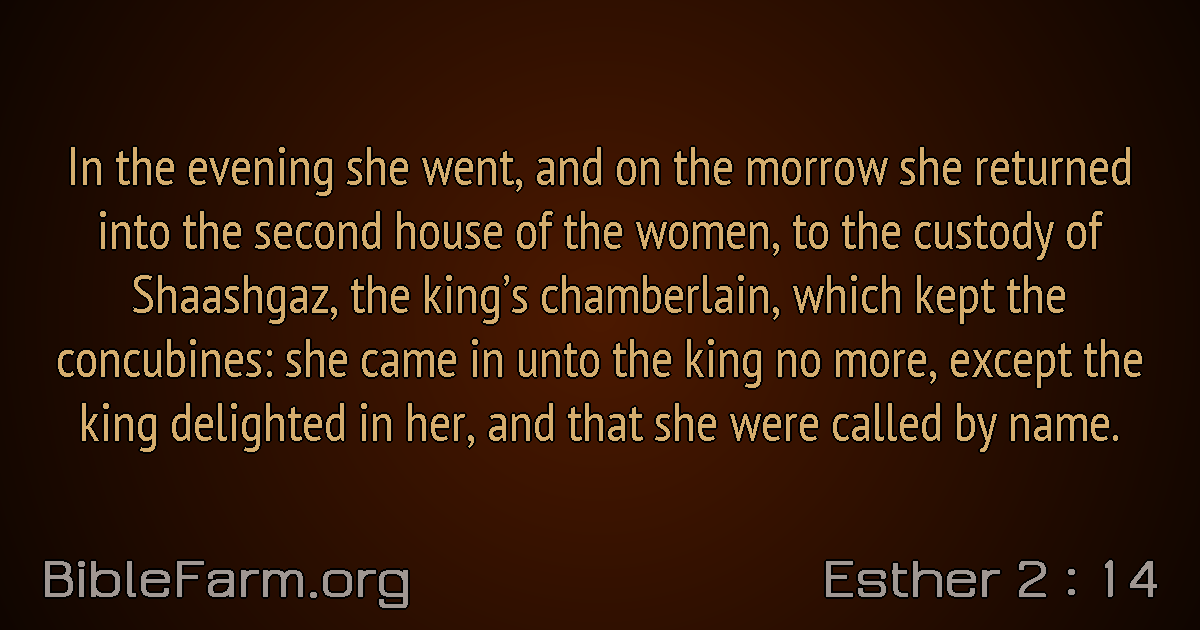 In the evening she went, and on the morrow she returned
into the second house of the women, to the custody of
Shaashgaz, the king’s chamberlain, which kept the
concubines: she came in unto the king no more, except the
king delighted in her, and that she were called by name.
BibleFarm.org
Esther 2 : 14